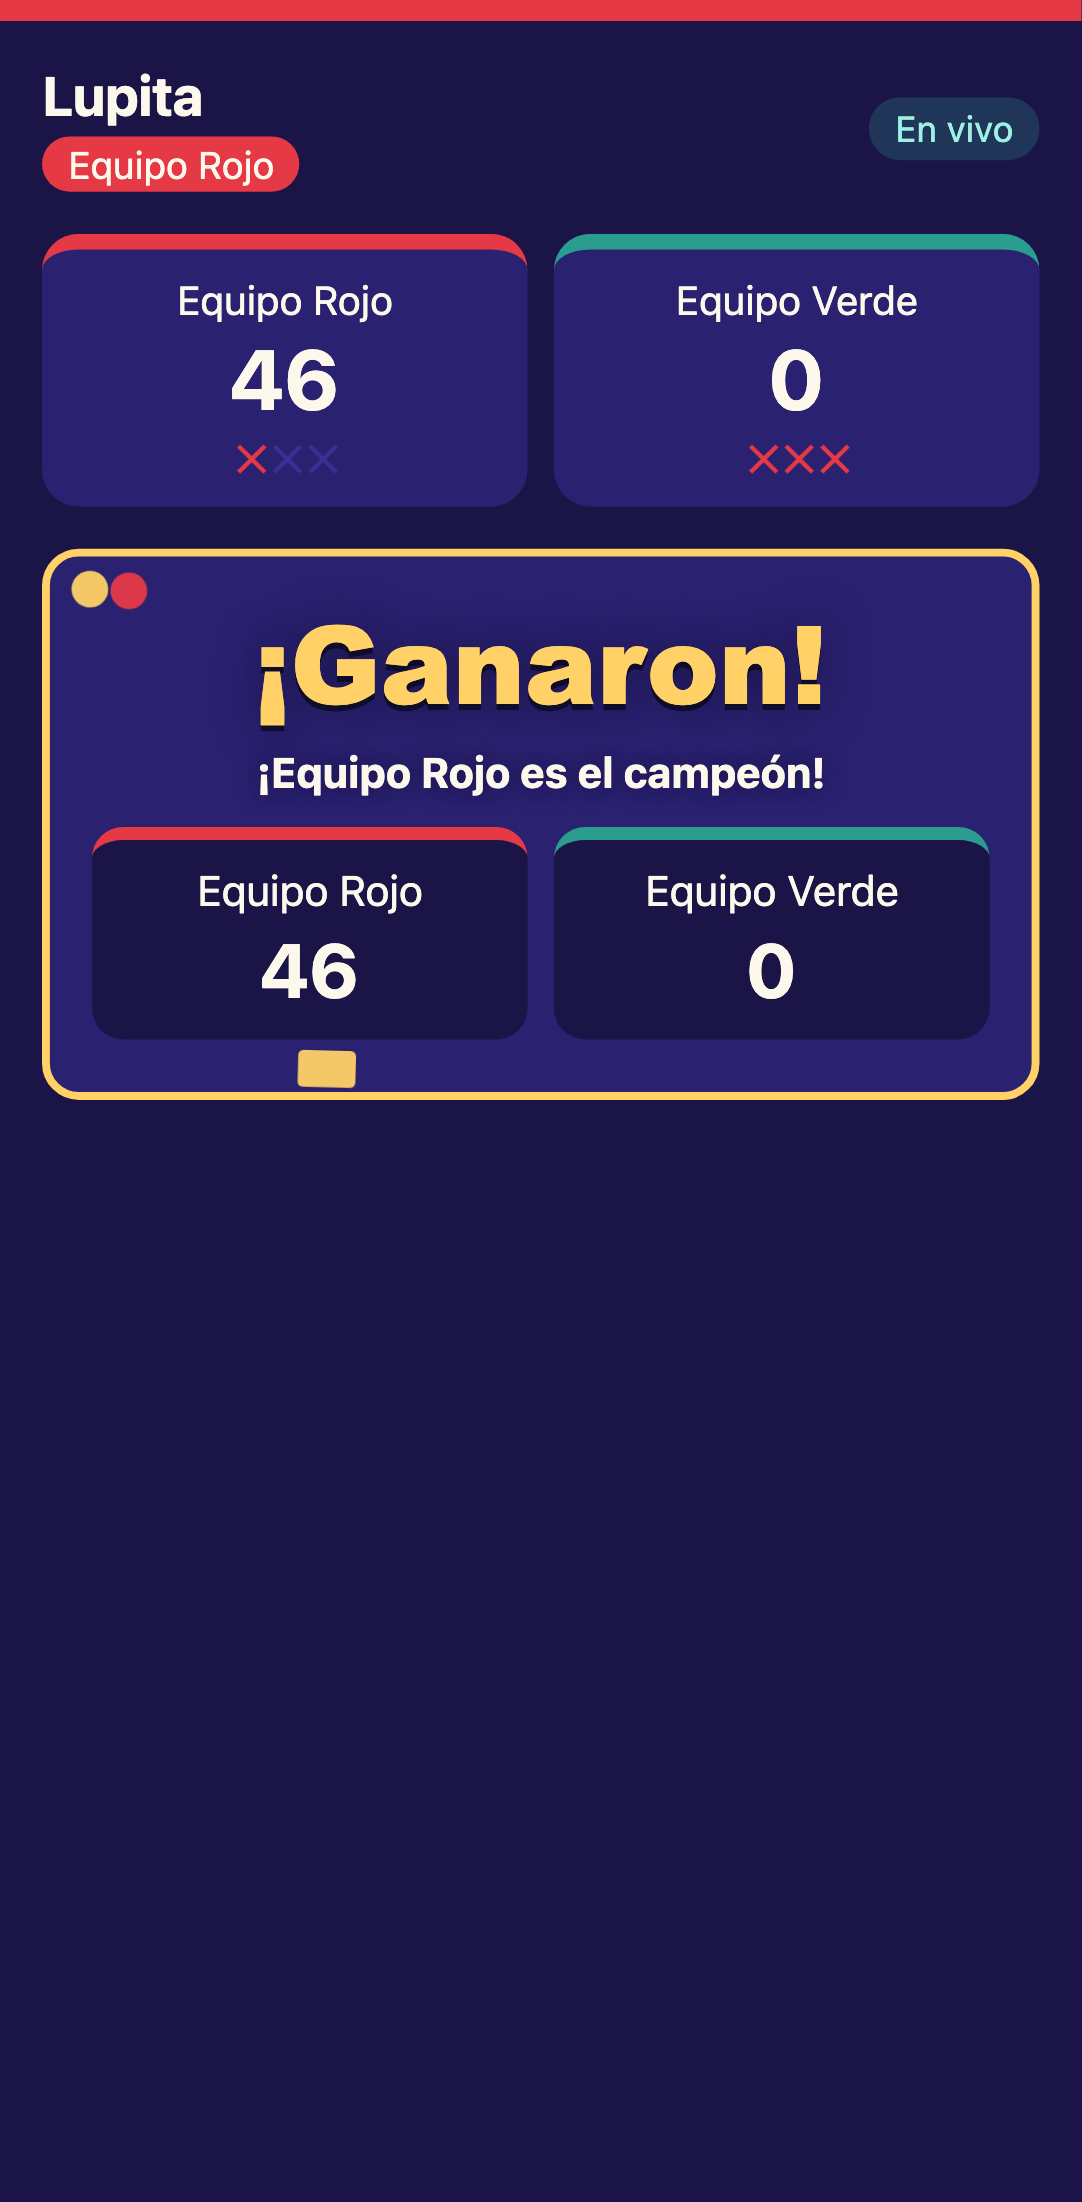 Lupita
Equipo Rojo
En vivo
Equipo Rojo
46
✕✕✕
Equipo Verde
0
✕✕✕
¡Ganaron!
¡Equipo Rojo es el campeón!
Equipo Rojo
46
Equipo Verde
0